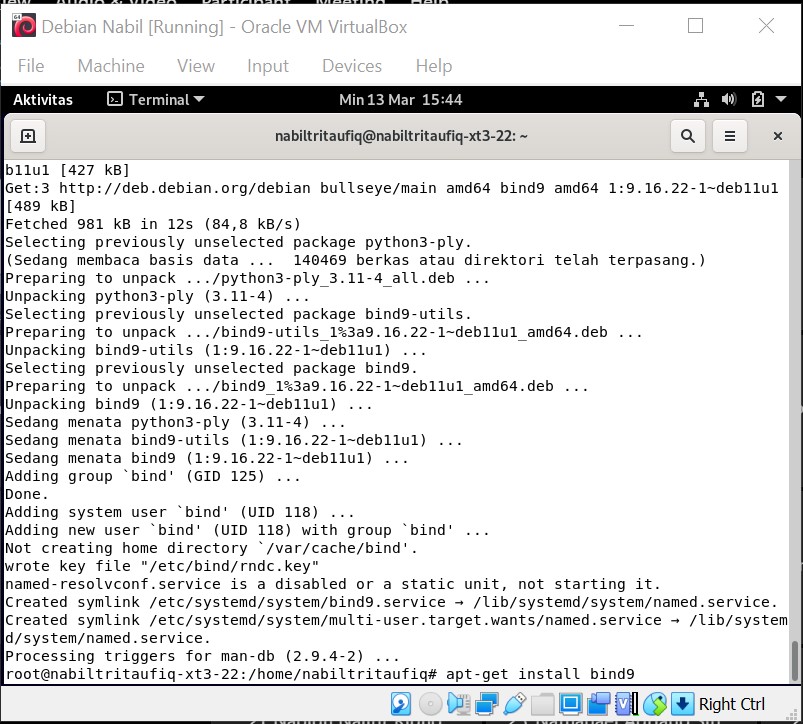 Debian Nabil [Running] - Oracle VM VirtualBox
File Machine View Input Devices Help
Aktivitas Terminal Min 13 Mar 15:44
nabiltritaufiq@nabiltritaufiq-xt3-22: ~
b11u1 [427 kB]
Get:3 http://deb.debian.org/debian bullseye/main amd64 bind9 amd64 1:9.16.22-1~deb11u1
[489 kB]
Fetched 981 kB in 12s (84,8 kB/s)
Selecting previously unselected package python3-ply.
(Sedang membaca basis data ...  140469 berkas atau direktori telah terpasang.)
Preparing to unpack .../python3-ply_3.11-4_all.deb ...
Unpacking python3-ply (3.11-4) ...
Selecting previously unselected package bind9-utils.
Preparing to unpack .../bind9-utils_1%3a9.16.22-1~deb11u1_amd64.deb ...
Unpacking bind9-utils (1:9.16.22-1~deb11u1) ...
Selecting previously unselected package bind9.
Preparing to unpack .../bind9_1%3a9.16.22-1~deb11u1_amd64.deb ...
Unpacking bind9 (1:9.16.22-1~deb11u1) ...
Sedang menata python3-ply (3.11-4) ...
Sedang menata bind9-utils (1:9.16.22-1~deb11u1) ...
Sedang menata bind9 (1:9.16.22-1~deb11u1) ...
Adding group `bind' (GID 125) ...
Done.
Adding system user `bind' (UID 118) ...
Adding new user `bind' (UID 118) with group `bind' ...
Not creating home directory `/var/cache/bind'.
wrote key file "/etc/bind/rndc.key"
named-resolvconf.service is a disabled or a static unit, not starting it.
Created symlink /etc/systemd/system/bind9.service → /lib/systemd/system/named.service.
Created symlink /etc/systemd/system/multi-user.target.wants/named.service → /lib/system
d/system/named.service.
Processing triggers for man-db (2.9.4-2) ...
root@nabiltritaufiq-xt3-22:/home/nabiltritaufiq# apt-get install bind9
Right Ctrl